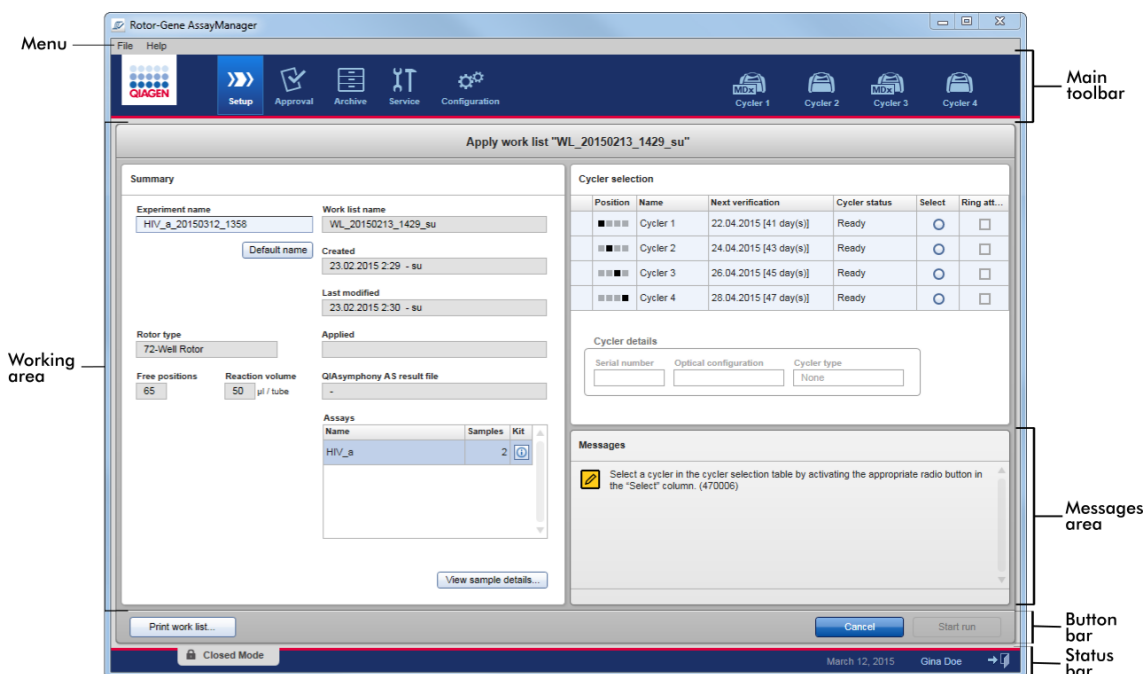 Rotor-Gene AssayManager
Menu
File Help
QIAGEN
Setup Approval Archive Service Configuration
MDx MDx
Cycler 1 Cycler 2 Cycler 3 Cycler 4
Main
toolbar
Apply work list "WL_20150213_1429_su"
Summary
Experiment name
HIV_a_20150312_1358
Default name
Work list name
WL_20150213_1429_su
Created
23.02.2015 2:29 - su
Last modified
23.02.2015 2:30 - su
Rotor type
72-Well Rotor
Applied
Free positions Reaction volume
65 50 µl / tube
QIAsymphony AS result file
-
Assays
Name Samples Kit
HIV_a 2
View sample details...
Working
area
Cycler selection
Position Name Next verification Cycler status Select Ring att...
Cycler 1 22.04.2015 [41 day(s)] Ready
Cycler 2 24.04.2015 [43 day(s)] Ready
Cycler 3 26.04.2015 [45 day(s)] Ready
Cycler 4 28.04.2015 [47 day(s)] Ready
Cycler details
Serial number Optical configuration Cycler type
None
Messages
Select a cycler in the cycler selection table by activating the appropriate radio button in
the "Select" column. (470006)
Messages
area
Print work list... Cancel Start run
Button
bar
Closed Mode March 12, 2015 Gina Doe
Status
bar